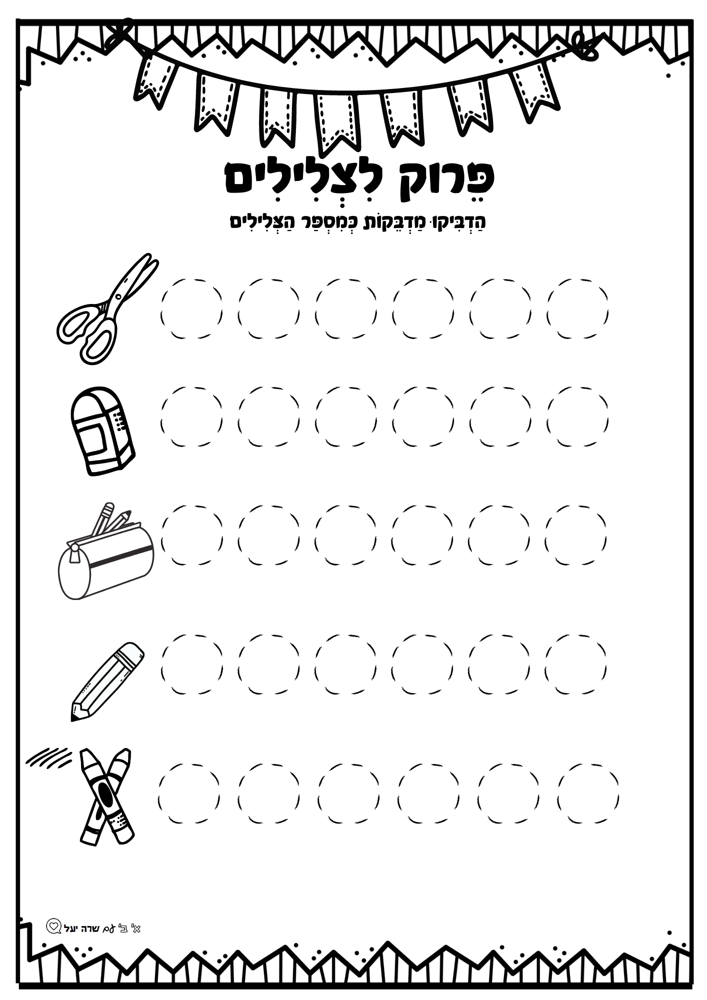 פֵּרוּק לִצְלִילִים
הַדְבִּיקוּ מַדְבֵּקוֹת כְּמִסְפַּר הַצְּלִילִים
א' ב' עם שרה יעל